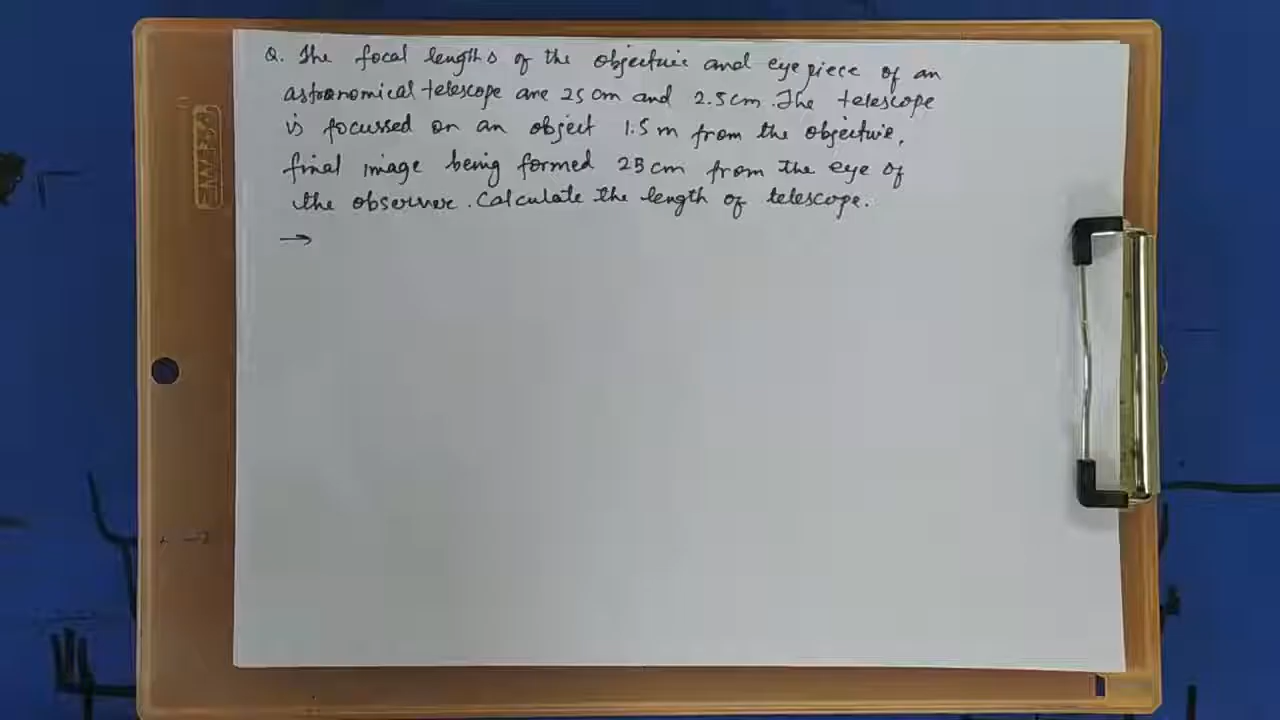 Q. The focal lengths of the objective and eyepiece of an
astronomical telescope are 25 cm and 2.5 cm. The telescope
is focussed on an object 1.5 m from the objective,
final image being formed 25 cm from the eye of
the observer. Calculate the length of telescope.
→